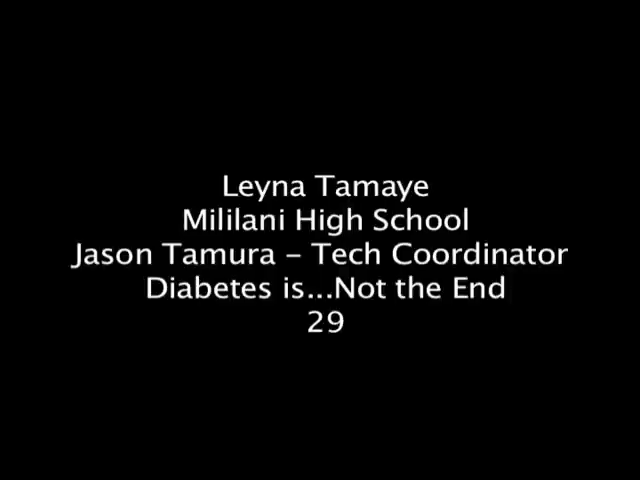 Leyna Tamaye
Mililani High School
Jason Tamura - Tech Coordinator
Diabetes is...Not the End
29